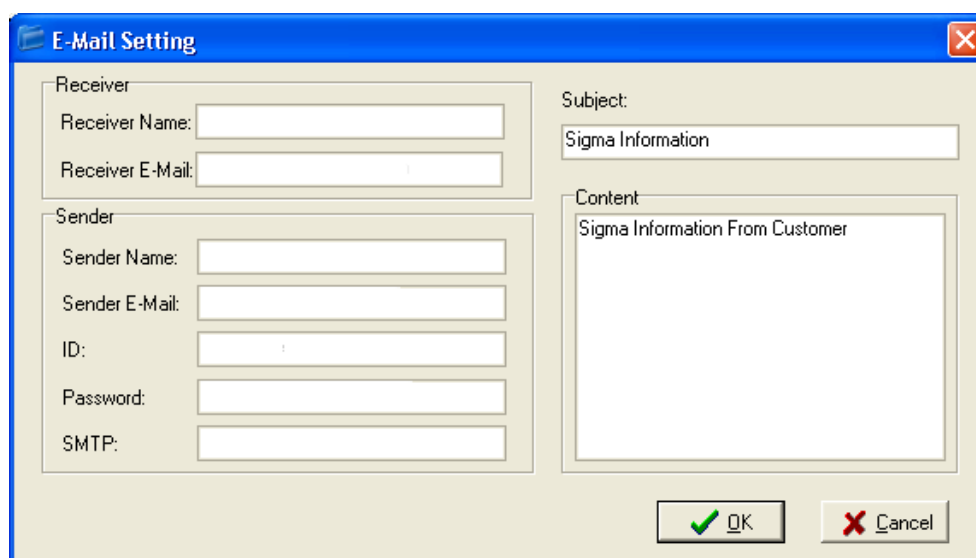 E-Mail Setting
Receiver
Receiver Name:
Receiver E-Mail:
Sender
Sender Name:
Sender E-Mail:
ID:
Password:
SMTP:
Subject:
Sigma Information
Content
Sigma Information From Customer
OK
Cancel